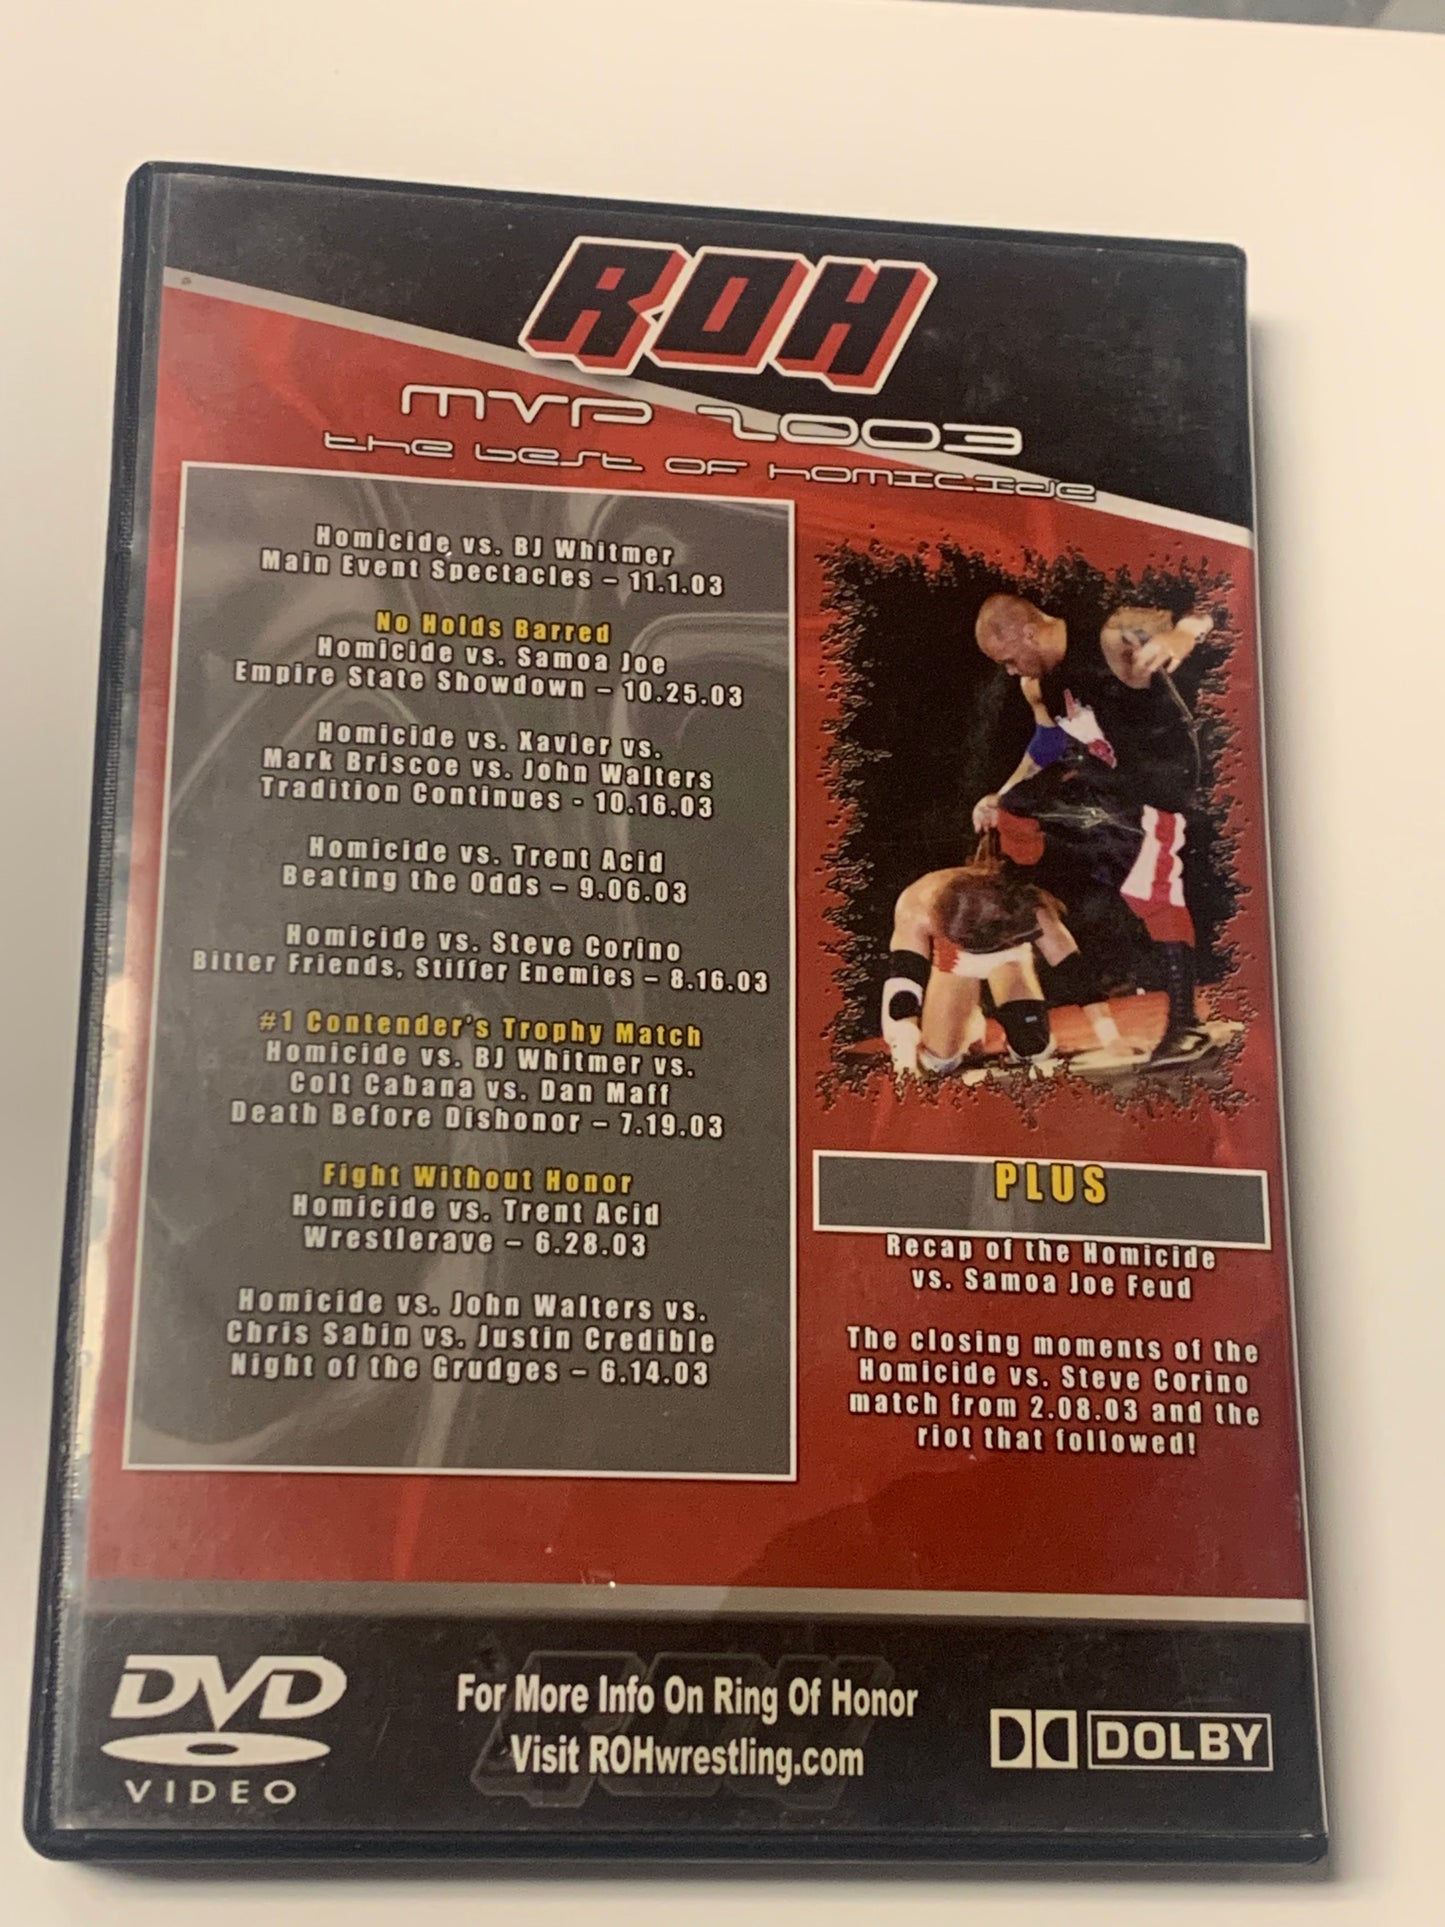 ROH
MVP 2003
the best of homicide
Homicide vs. BJ Whitmer
Main Event Spectacles – 11.1.03
No Holds Barred
Homicide vs. Samoa Joe
Empire State Showdown – 10.25.03
Homicide vs. Xavier vs.
Mark Briscoe vs. John Walters
Tradition Continues - 10.16.03
Homicide vs. Trent Acid
Beating the Odds – 9.06.03
Homicide vs. Steve Corino
Bitter Friends, Stiffer Enemies – 8.16.03
#1 Contender's Trophy Match
Homicide vs. BJ Whitmer vs.
Colt Cabana vs. Dan Maff
Death Before Dishonor – 7.19.03
Fight Without Honor
Homicide vs. Trent Acid
Wrestlerave – 6.28.03
Homicide vs. John Walters vs.
Chris Sabin vs. Justin Credible
Night of the Grudges – 6.14.03
PLUS
Recap of the Homicide
vs. Samoa Joe Feud
The closing moments of the
Homicide vs. Steve Corino
match from 2.08.03 and the
riot that followed!
DVD
VIDEO
For More Info On Ring Of Honor
Visit ROHwrestling.com
DOLBY